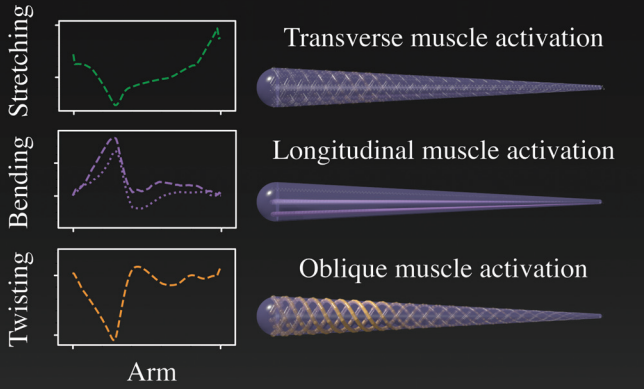 Stretching
Transverse muscle activation
Bending
Longitudinal muscle activation
Twisting
Oblique muscle activation
Arm